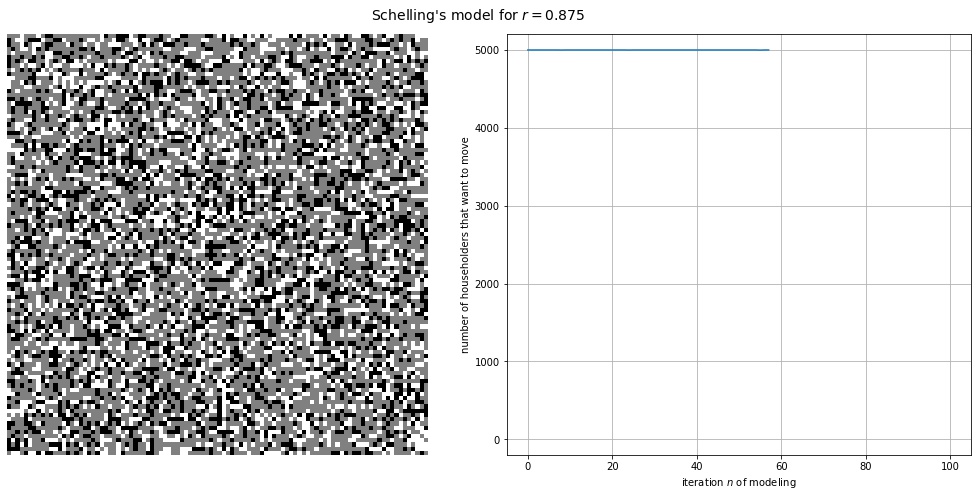 Schelling's model for r = 0.875
number of householders that want to move
5000
4000
3000
2000
1000
0
0 20 40 60 80 100
iteration n of modeling